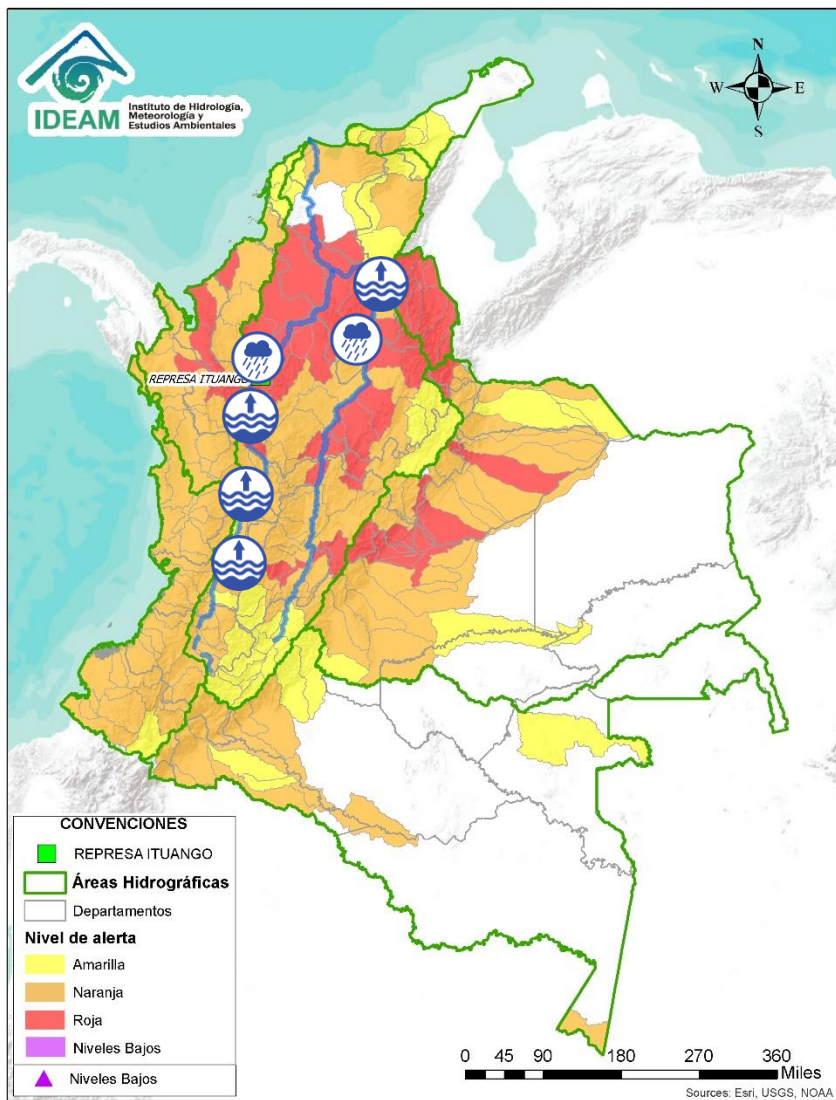 IDEAM
Instituto de Hidrología,
Meteorología y
Estudios Ambientales
N
W
E
S
REPRESA ITUANGO
CONVENCIONES
REPRESA ITUANGO
Áreas Hidrográficas
Departamentos
Nivel de alerta
Amarilla
Naranja
Roja
Niveles Bajos
Niveles Bajos
0 45 90 180 270 360
Miles
Sources: Esri, USGS, NOAA